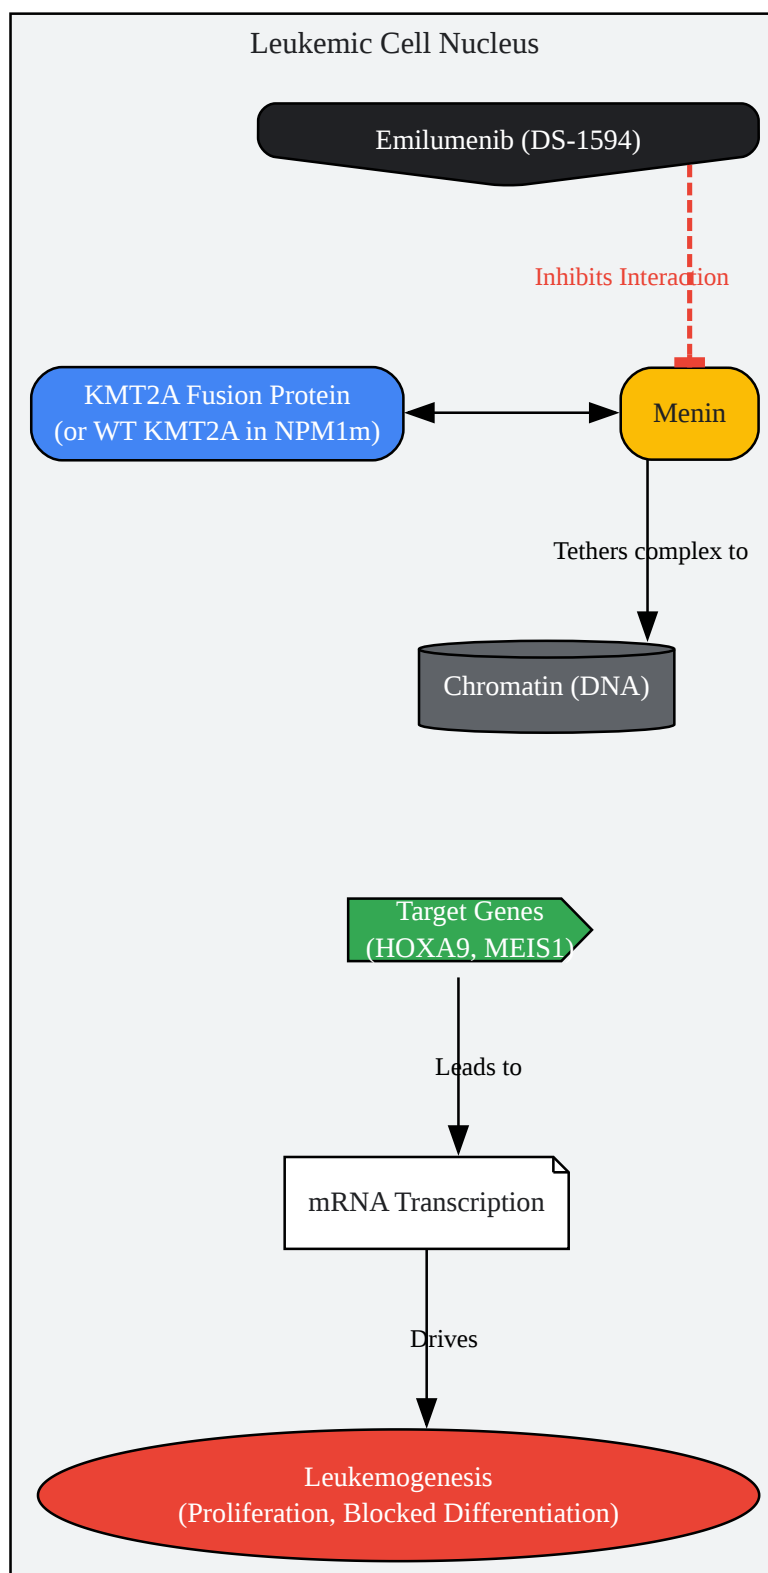 Leukemic Cell Nucleus
Emilumenib (DS-1594)
Inhibits Interaction
KMT2A Fusion Protein
(or WT KMT2A in NPM1m)
Menin
Tethers complex to
Chromatin (DNA)
Target Genes
(HOXA9, MEIS1)
Leads to
mRNA Transcription
Drives
Leukemogenesis
(Proliferation, Blocked Differentiation)